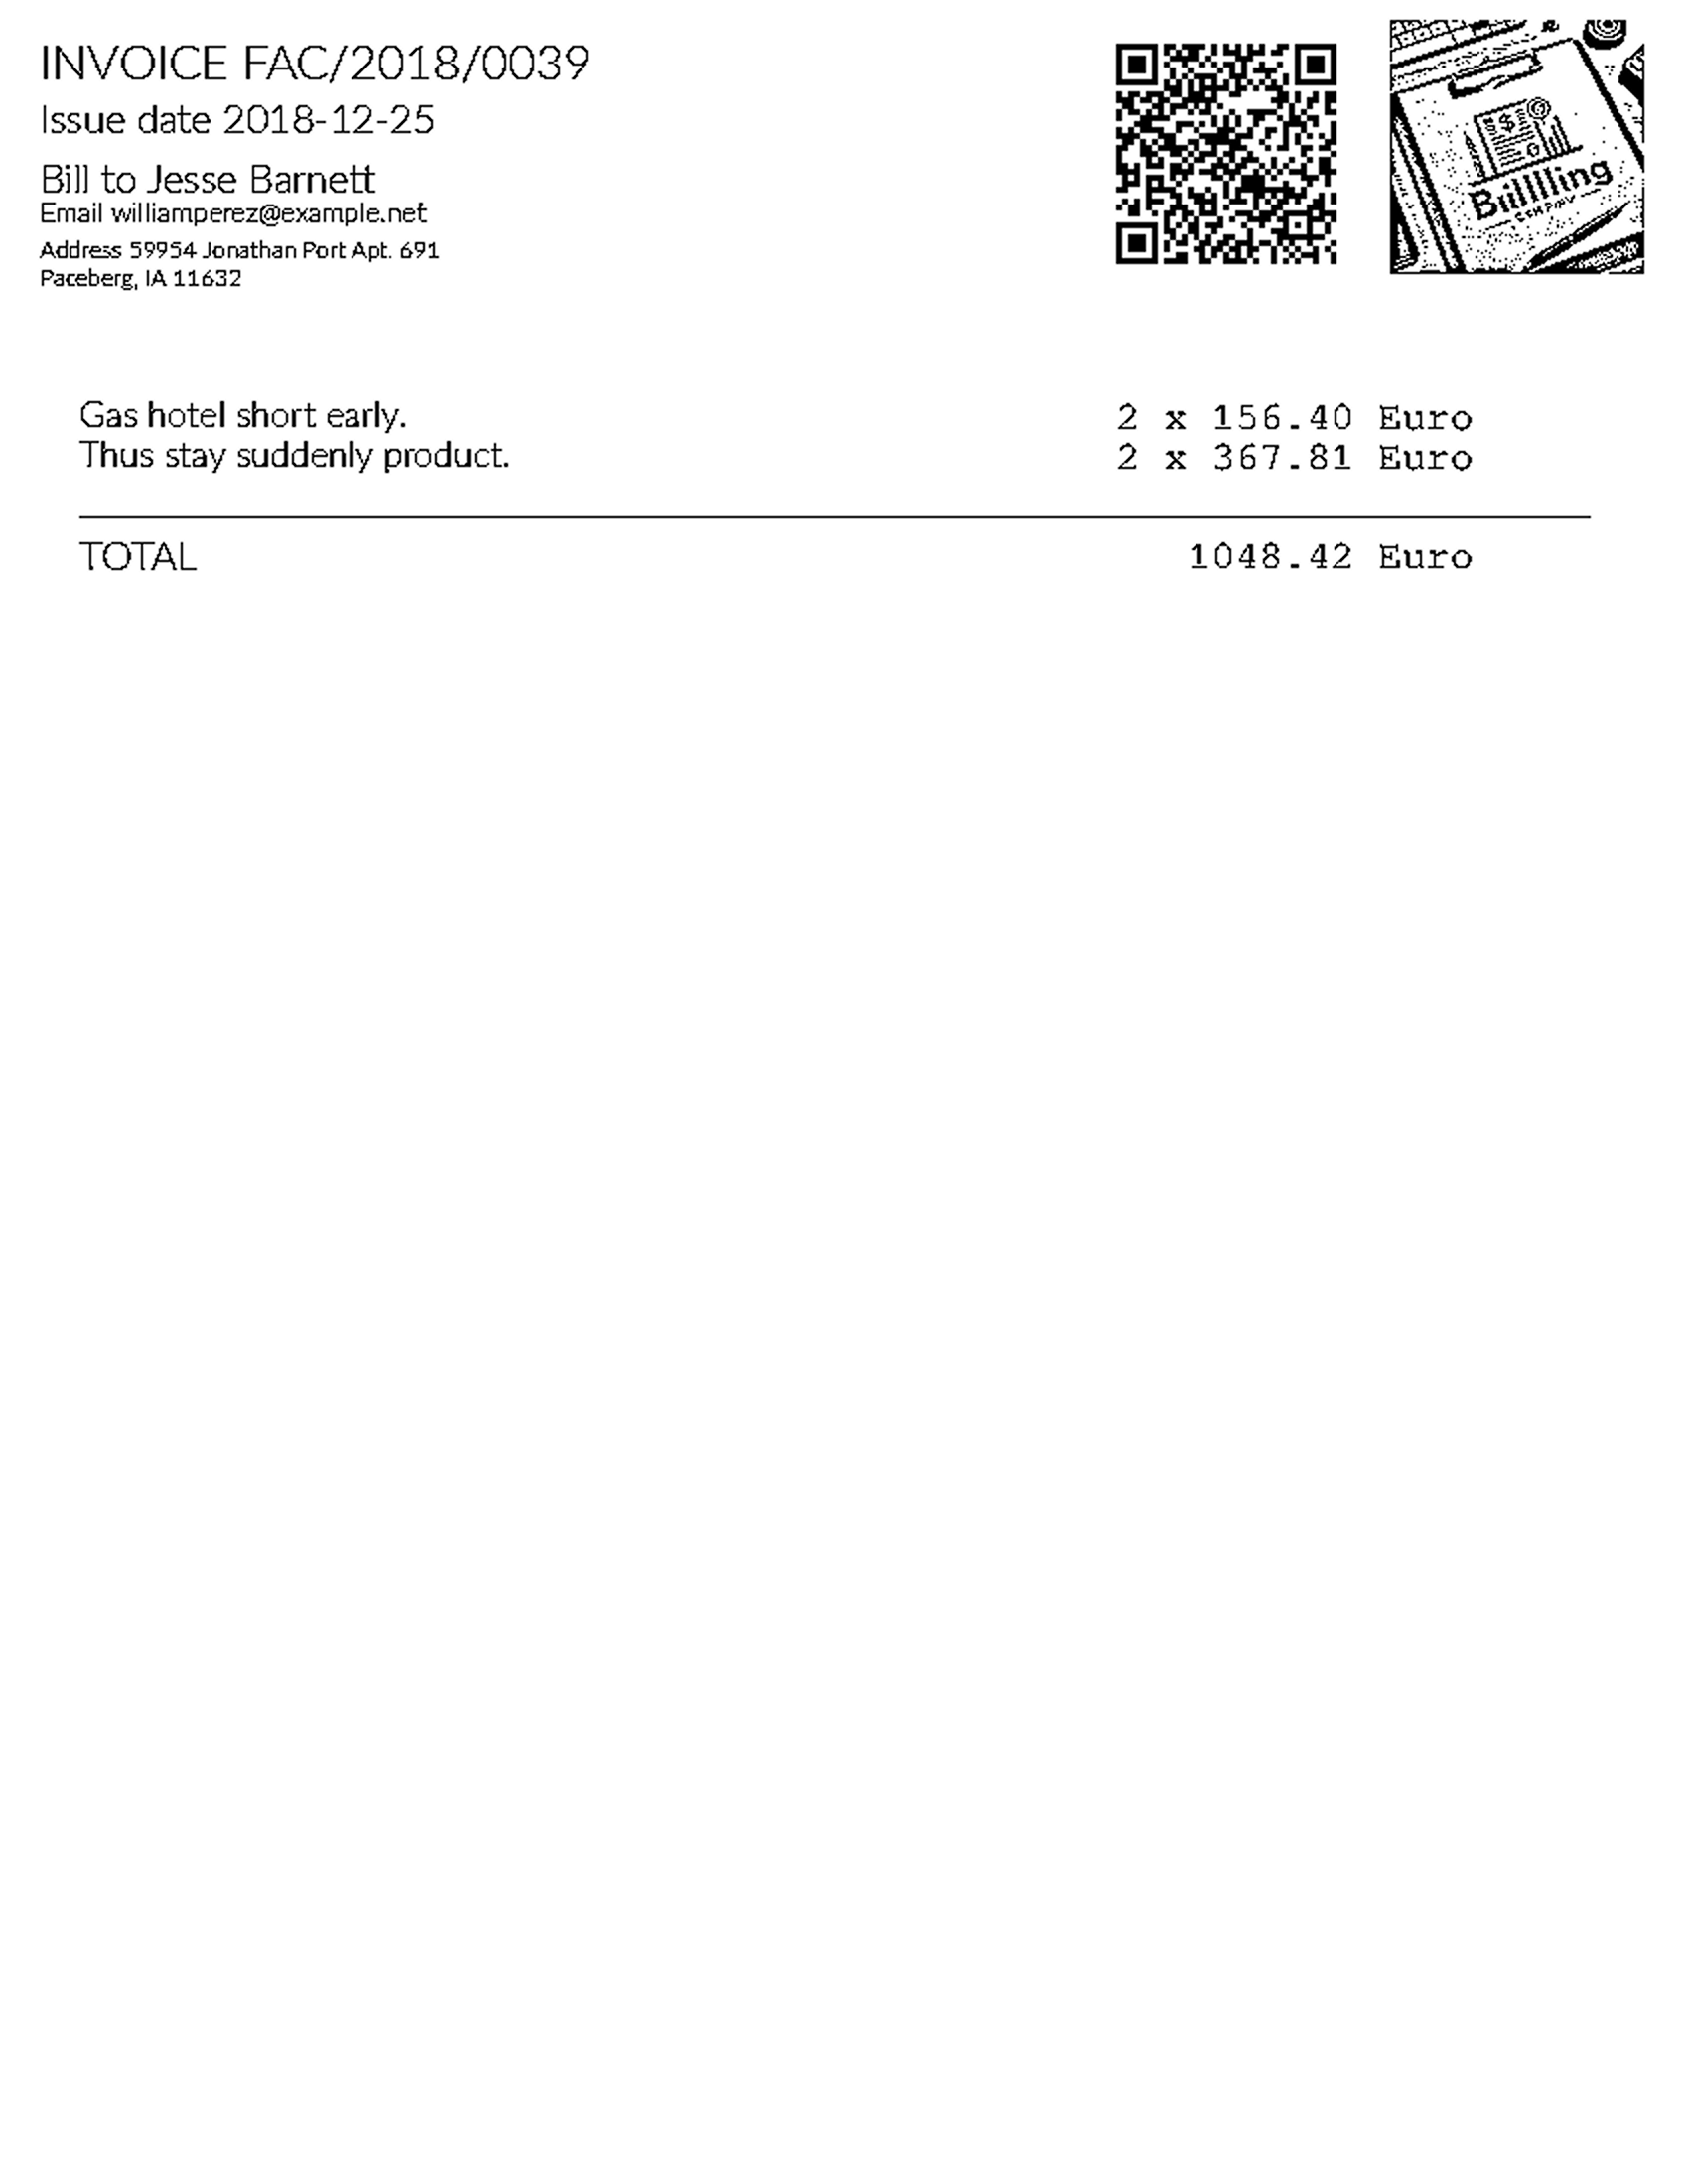 INVOICE FAC/2018/0039
Issue date 2018-12-25
Bill to Jesse Barnett
Email williamperez@example.net
Address 59954 Jonathan Port Apt. 691
Paceberg, IA 11632
Billllling
Gas hotel short early. 2 x 156.40 Euro
Thus stay suddenly product. 2 x 367.81 Euro
TOTAL 1048.42 Euro